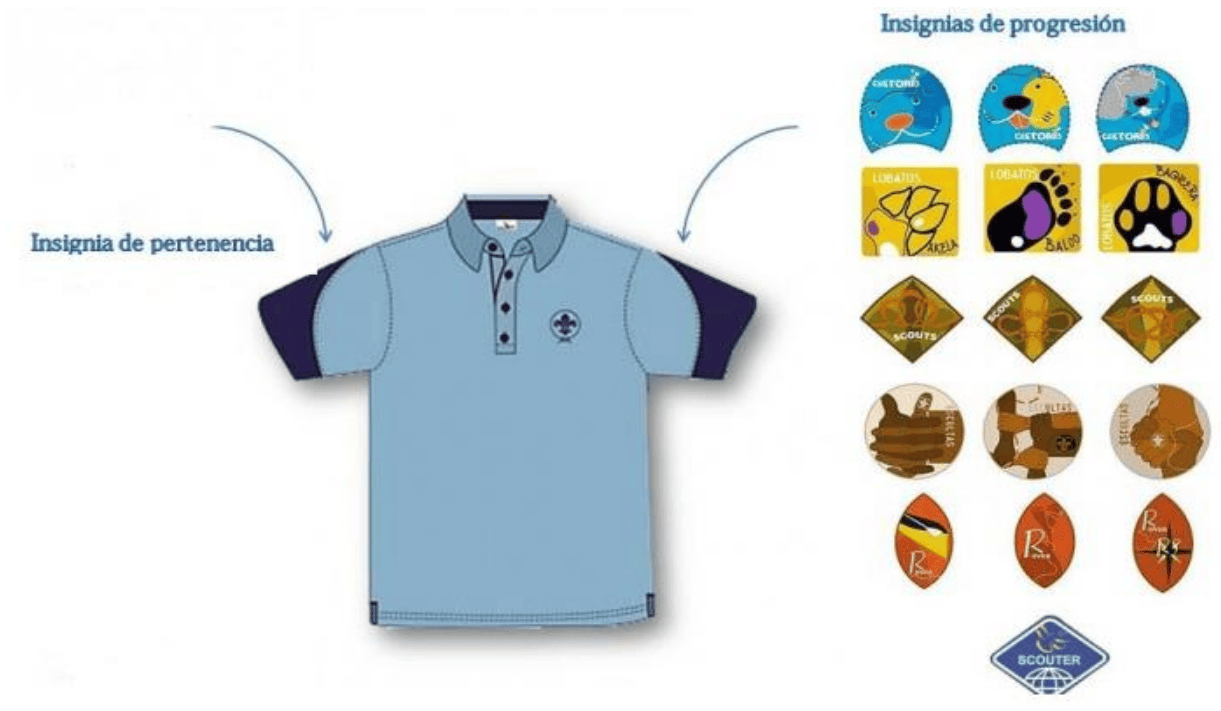 Insignias de progresión
Insignia de pertenencia
CASTORES
CASTORES
CASTORES
LOBATOS
AKELA
LOBATOS
BALOO
LOBATOS
BAGHEERA
SCOUTS
SCOUTS
SCOUTS
ESCULTAS
ESCULTAS
ESCULTAS
Rover
Rover
Rover
SCOUTER